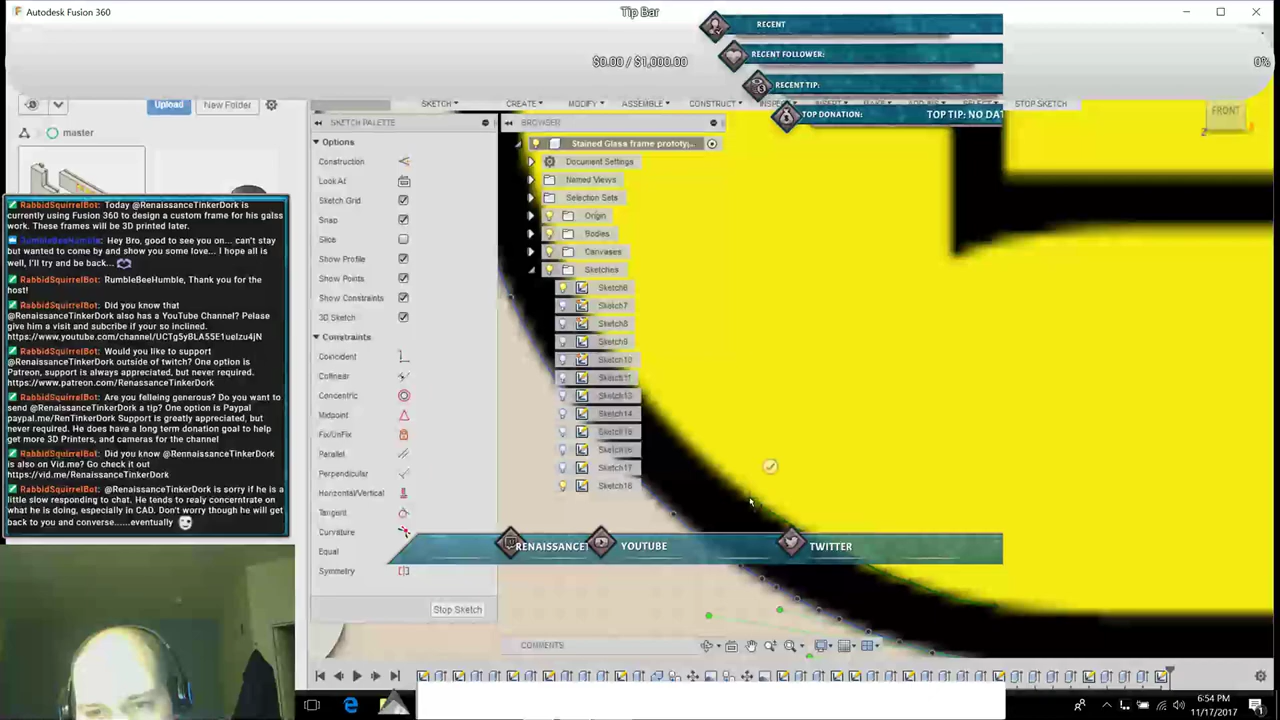 Autodesk Fusion 360
Tip Bar
RECENT
$0.00 / $1,000.00
RECENT FOLLOWER:
0%
RECENT TIP:
Upload
New Folder
SKETCH
CREATE
MODIFY
ASSEMBLE
CONSTRUCT
STOP SKETCH
TOP DONATION:
TOP TIP: NO DAT
FRONT
master
SKETCH PALETTE
BROWSER
Options
Construction
Look At
Sketch Grid
Snap
Slice
Show Profile
Show Points
Show Constraints
3D Sketch
Constraints
Coincident
Colinear
Concentric
Midpoint
Fix/UnFix
Parallel
Perpendicular
Horizontal/Vertical
Tangent
Curvature
Equal
Symmetry
Stop Sketch
Stained Glass frame prototy...
Document Settings
Named Views
Selection Sets
Origin
Bodies
Canvases
Sketches
Sketch6
Sketch7
Sketch8
Sketch9
Sketch10
Sketch11
Sketch13
Sketch14
Sketch15
Sketch16
Sketch17
Sketch18
RabbidSquirrelBot: Today @RenaissanceTinkerDork is
currently using Fusion 360 to design a custom frame for his galss
work. These frames will be 3D printed later.
RumbleBeeHumble: Hey Bro, good to see you on... can't stay
but wanted to come by and show you some love... I hope all is
well, I'll try and be back...
RabbidSquirrelBot: RumbleBeeHumble, Thank you for the
host!
RabbidSquirrelBot: Did you know that
@RenaissanceTinkerDork also has a YouTube Channel? Pelase
give him a visit and subcribe if your so inclined.
https://www.youtube.com/channel/UCTg5yBLA55E1uelzu4jN
RabbidSquirrelBot: Would you like to support
@RenaissanceTinkerDork outside of twitch? One option is
Patreon, support is always appreciated, but never required.
https://www.patreon.com/RenassanceTinkerDork
RabbidSquirrelBot: Are you felleing generous? Do you want to
send @RenaissanceTinkerDork a tip? One option is Paypal
paypal.me/RenTinkerDork Support is greatly appreciated, but
never required. He does have a long term donation goal to help
get more 3D Printers, and cameras for the channel
RabbidSquirrelBot: Did you know @RennaissanceTinkerDork
is also on Vid.mo? Go check it out
https://vid.me/RenaissanceTinkerDork
RabbidSquirrelBot: @RenaissanceTinkerDork is sorry if he is a
little slow responding to chat. He tends to realy concerntrate on
what he is doing, especially in CAD. Don't worry though he will get
back to you and converse......eventually
RENAISSANCET
YOUTUBE
TWITTER
COMMENTS
6:54 PM
11/17/2017